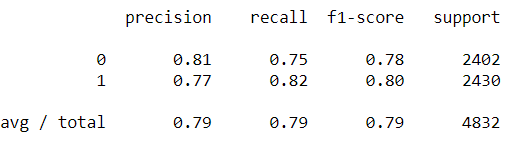 precision recall f1-score support
0 0.81 0.75 0.78 2402
1 0.77 0.82 0.80 2430
avg / total 0.79 0.79 0.79 4832